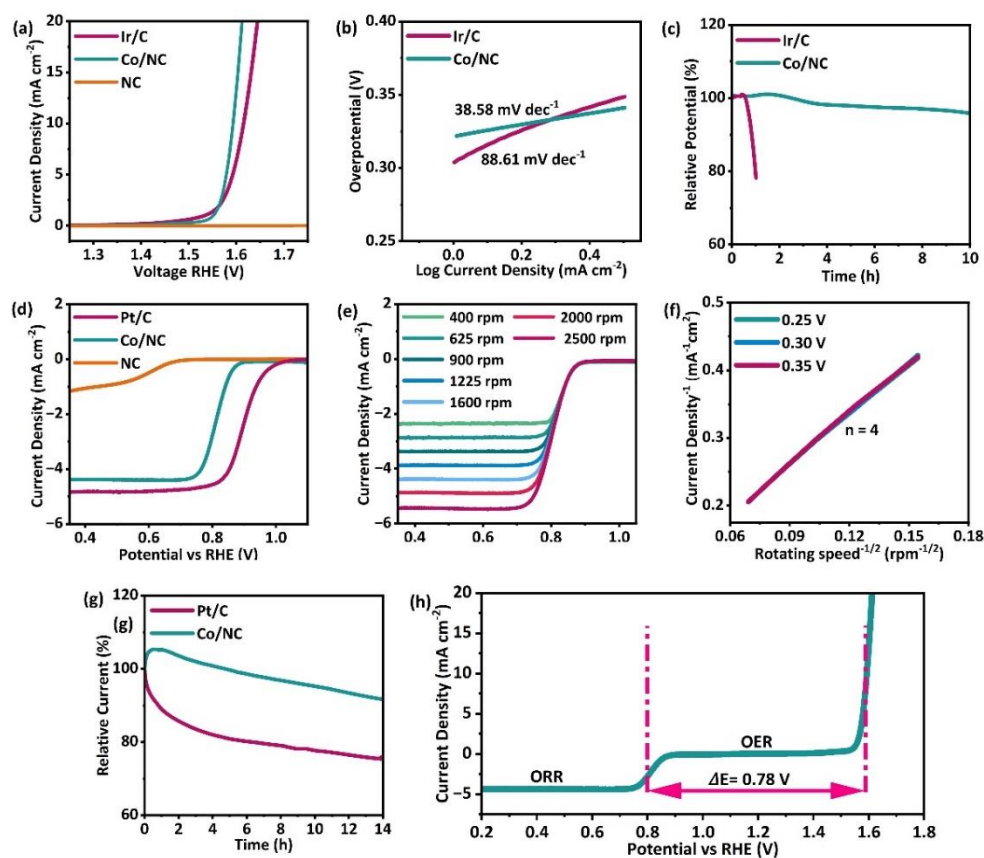 (a)
Ir/C
Co/NC
NC
Current Density (mA cm⁻²)
20
15
10
5
0
1.3 1.4 1.5 1.6 1.7
Voltage RHE (V)
(b)
Ir/C
Co/NC
Overpotential (V)
0.40
0.35
0.30
0.25
38.58 mV dec⁻¹
88.61 mV dec⁻¹
0.0 0.2 0.4
Log Current Density (mA cm⁻²)
(c)
Ir/C
Co/NC
Relative Potential (%)
120
100
80
60
0 2 4 6 8 10
Time (h)
(d)
Pt/C
Co/NC
NC
Current Density (mA cm⁻²)
2
0
−2
−4
−6
0.4 0.6 0.8 1.0
Potential vs RHE (V)
(e)
400 rpm 2000 rpm
625 rpm 2500 rpm
900 rpm
1225 rpm
1600 rpm
Current Density (mA cm⁻²)
2
0
−2
−4
−6
0.4 0.6 0.8 1.0
Potential vs RHE (V)
(f)
0.25 V
0.30 V
0.35 V
Current Density⁻¹ (mA⁻¹cm²)
0.5
0.4
0.3
0.2
n = 4
0.06 0.09 0.12 0.15 0.18
Rotating speed⁻¹/² (rpm⁻¹/²)
(g)
Pt/C
(g)
Co/NC
Relative Current (%)
120
100
80
60
0 2 4 6 8 10 12 14
Time (h)
(h)
Current Density (mA cm⁻²)
20
15
10
5
0
−5
ORR
OER
ΔE= 0.78 V
0.2 0.4 0.6 0.8 1.0 1.2 1.4 1.6 1.8
Potential vs RHE (V)